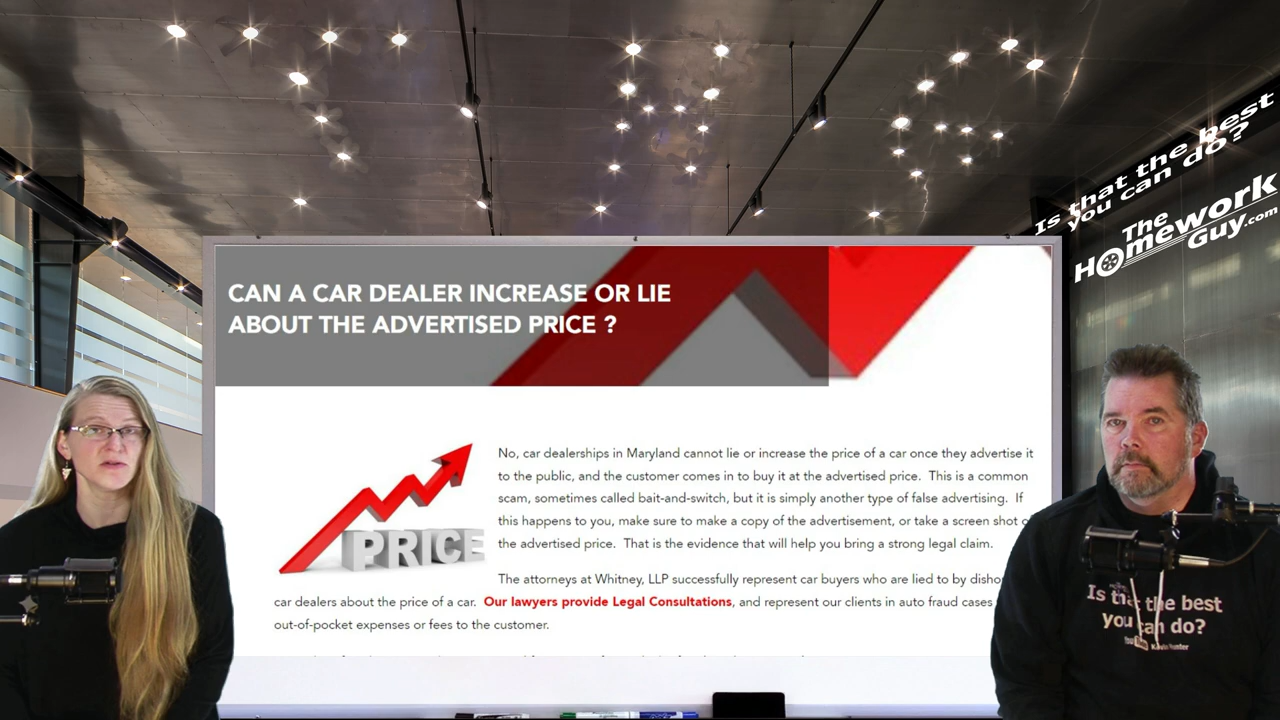 Is that the best
you can do?
The
Homework
Guy.com
CAN A CAR DEALER INCREASE OR LIE
ABOUT THE ADVERTISED PRICE ?
PRICE
No, car dealerships in Maryland cannot lie or increase the price of a car once they advertise it
to the public, and the customer comes in to buy it at the advertised price. This is a common
scam, sometimes called bait-and-switch, but it is simply another type of false advertising. If
this happens to you, make sure to make a copy of the advertisement, or take a screen shot
the advertised price. That is the evidence that will help you bring a strong legal claim.
The attorneys at Whitney, LLP successfully represent car buyers who are lied to by
car dealers about the price of a car. Our lawyers provide Legal Consultations, and represent our clients in auto fraud cases
out-of-pocket expenses or fees to the customer.
Is that the best
you can do?
Kevin Hunter